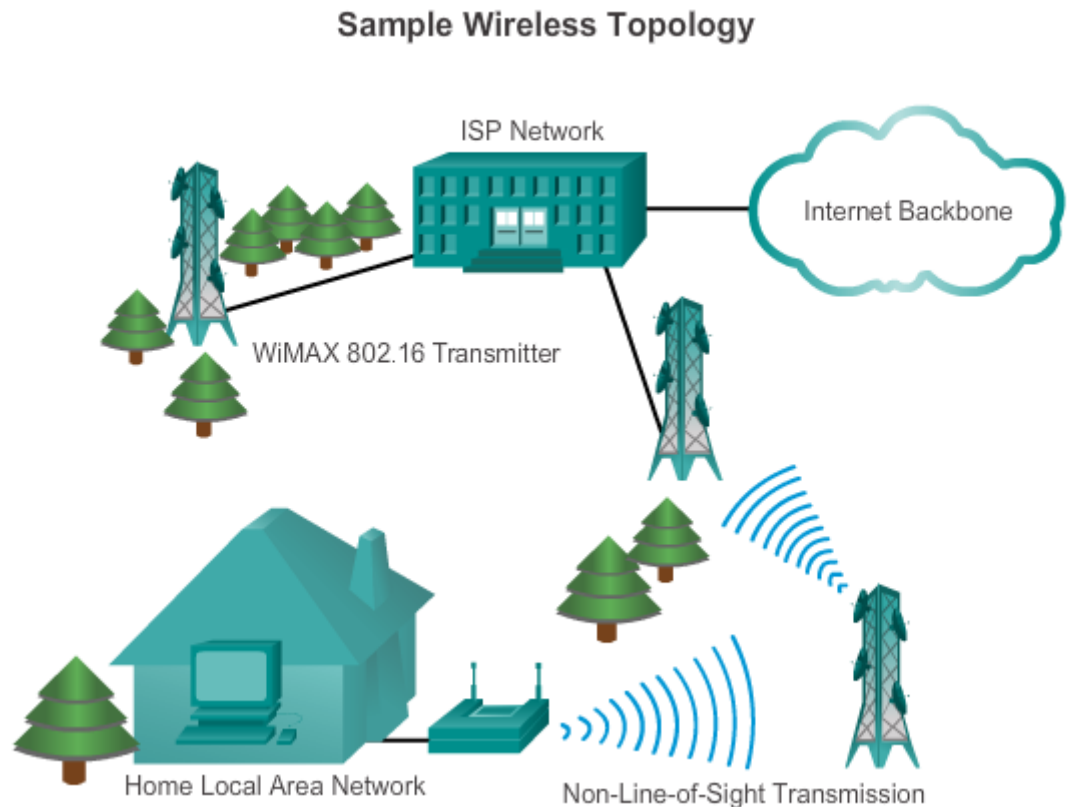 Sample Wireless Topology
ISP Network
Internet Backbone
WiMAX 802.16 Transmitter
Home Local Area Network
Non-Line-of-Sight Transmission